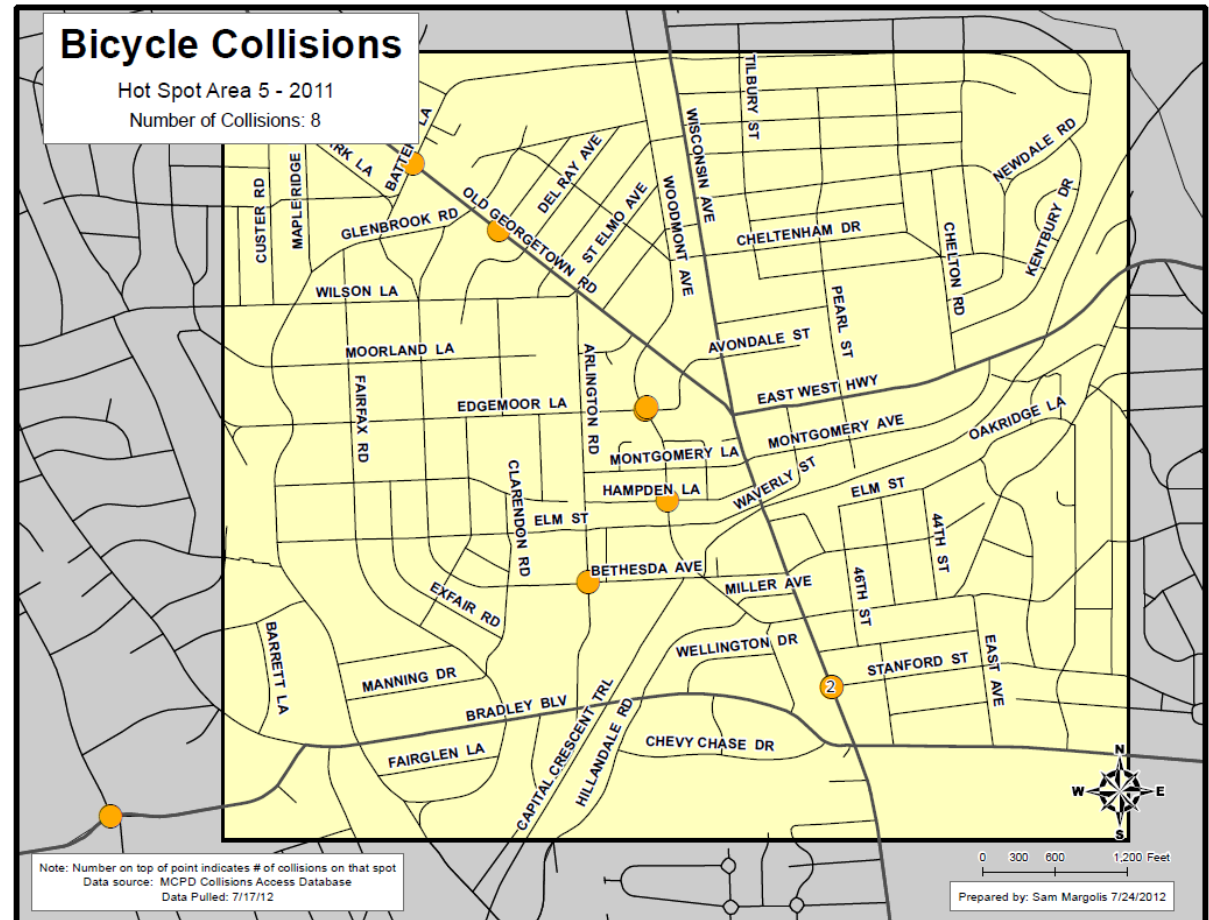 Bicycle Collisions
Hot Spot Area 5 - 2011
Number of Collisions: 8
TILBURY ST
WISCONSIN AVE
NEWDALE RD
KENTBURY DR
RK LA
CUSTER RD
MAPLE RIDGE
GLENBROOK RD
OLD GEORGETOWN RD
DEL RAY AVE
ST ELMO AVE
WOODMONT AVE
CHELTENHAM DR
CHELTON RD
WILSON LA
PEARL ST
MOORLAND LA
ARLINGTON RD
AVONDALE ST
FAIRFAX RD
EDGEMOOR LA
EAST WEST HWY
MONTGOMERY AVE
OAKRIDGE LA
MONTGOMERY LA
HAMPDEN LA
WAVERLY ST
ELM ST
CLARENDON RD
ELM ST
44TH ST
BETHESDA AVE
MILLER AVE
46TH ST
EXFAIR RD
BARRETT LA
WELLINGTON DR
STANFORD ST
EAST AVE
MANNING DR
2
BRADLEY BLV
CAPITAL CRESCENT TRL
HILLANDALE RD
CHEVY CHASE DR
FAIRGLEN LA
N
W E
S
0 300 600 1,200 Feet
Note: Number on top of point indicates # of collisions on that spot
Data source: MCPD Collisions Access Database
Data Pulled: 7/17/12
Prepared by: Sam Margolis 7/24/2012